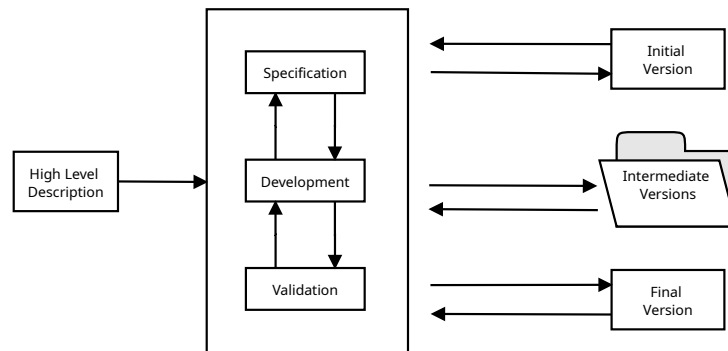 High Level
Description
Specification
Development
Validation
Initial
Version
Intermediate
Versions
Final
Version